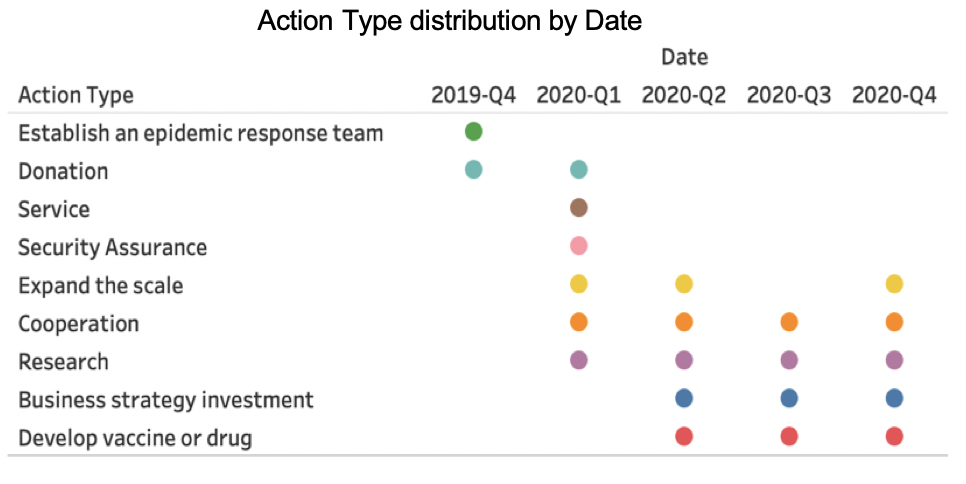 Action Type distribution by Date
Date
Action Type 2019-Q4 2020-Q1 2020-Q2 2020-Q3 2020-Q4
Establish an epidemic response team
Donation
Service
Security Assurance
Expand the scale
Cooperation
Research
Business strategy investment
Develop vaccine or drug